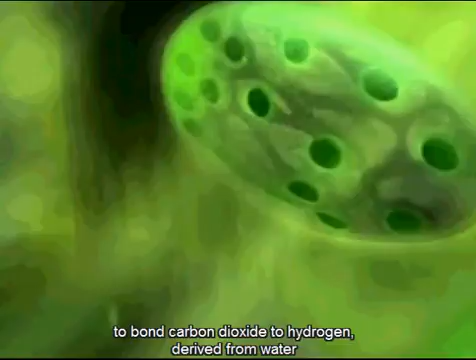 to bond carbon dioxide to hydrogen,
derived from water